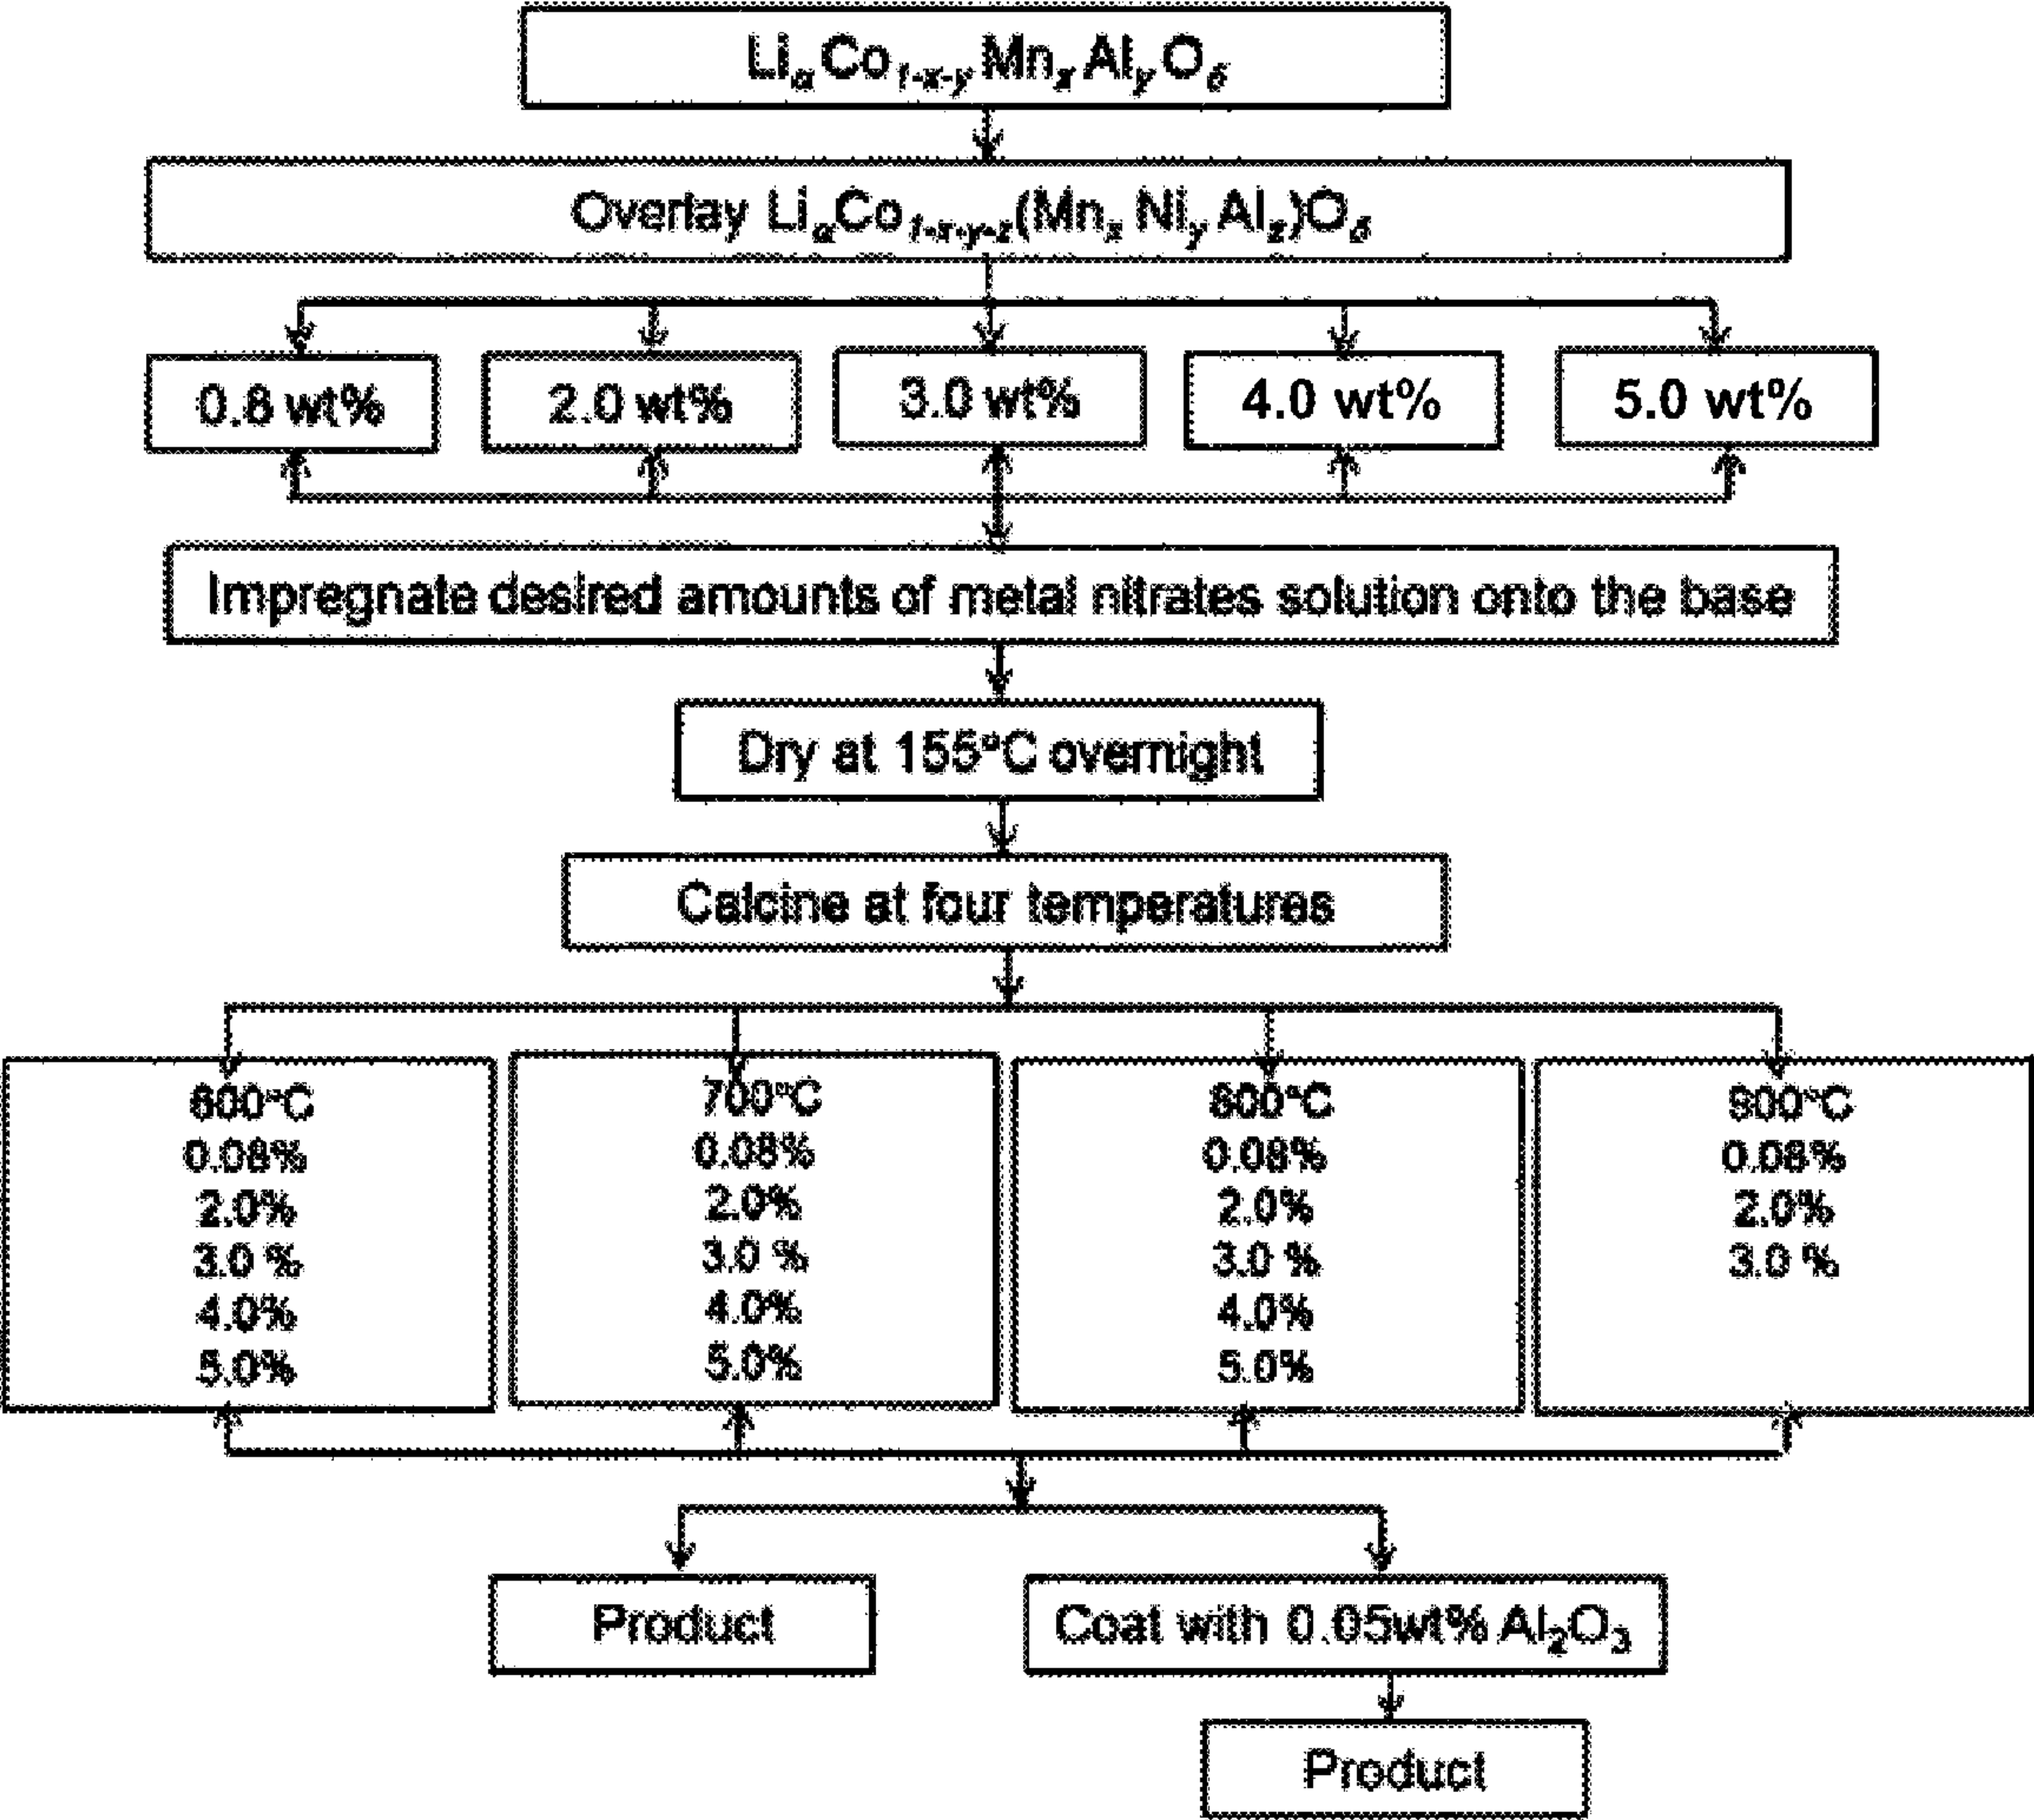 Li𝛼Co1-x-yMnxAlyOδ
Overlay Li𝛼Co1-x-y-z(Mnx Niy Alz)Oδ
0.8 wt%
2.0 wt%
3.0 wt%
4.0 wt%
5.0 wt%
Impregnate desired amounts of metal nitrates solution onto the base
Dry at 155°C overnight
Calcine at four temperatures
600°C
0.08%
2.0%
3.0 %
4.0%
5.0%
700°C
0.08%
2.0%
3.0 %
4.0%
5.0%
800°C
0.08%
2.0%
3.0 %
4.0%
5.0%
900°C
0.08%
2.0%
3.0 %
Product
Coat with 0.05wt% Al₂O₃
Product